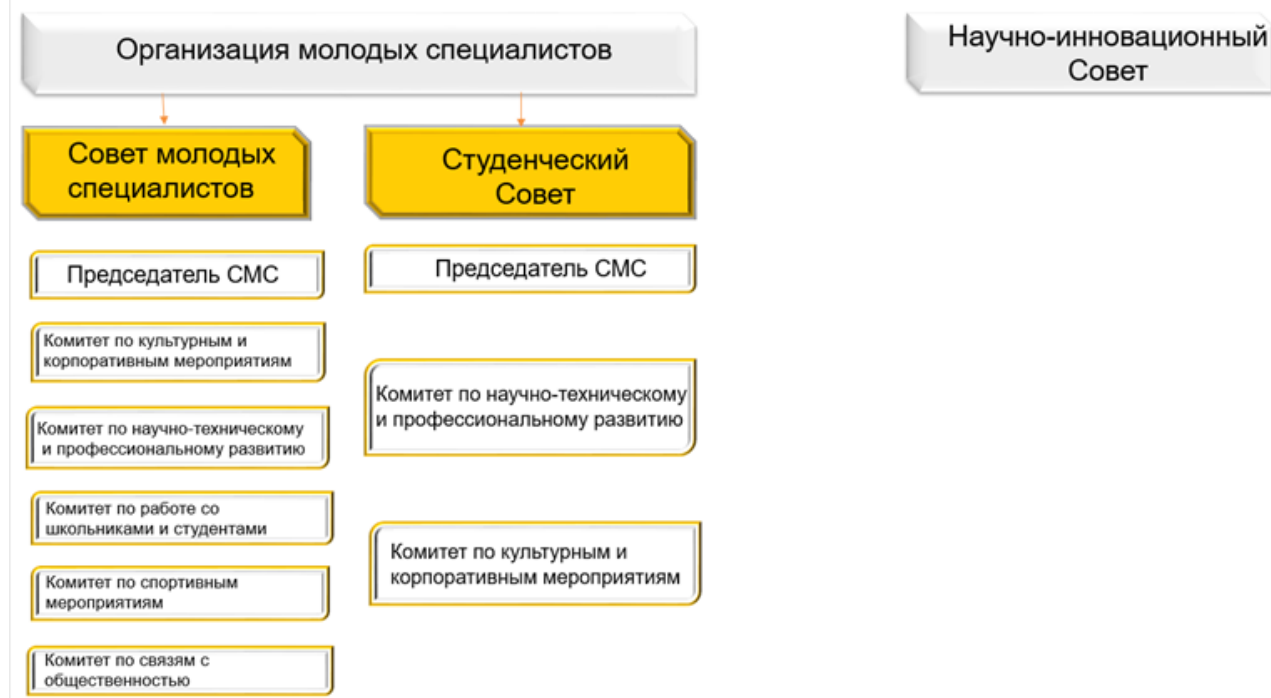 Организация молодых специалистов
Научно-инновационный
Совет
Совет молодых
специалистов
Председатель СМС
Комитет по культурным и
корпоративным мероприятиям
Комитет по научно-техническому
и профессиональному развитию
Комитет по работе со
школьниками и студентами
Комитет по спортивным
мероприятиям
Комитет по связям с
общественностью
Студенческий
Совет
Председатель СМС
Комитет по научно-техническому
и профессиональному развитию
Комитет по культурным и
корпоративным мероприятиям